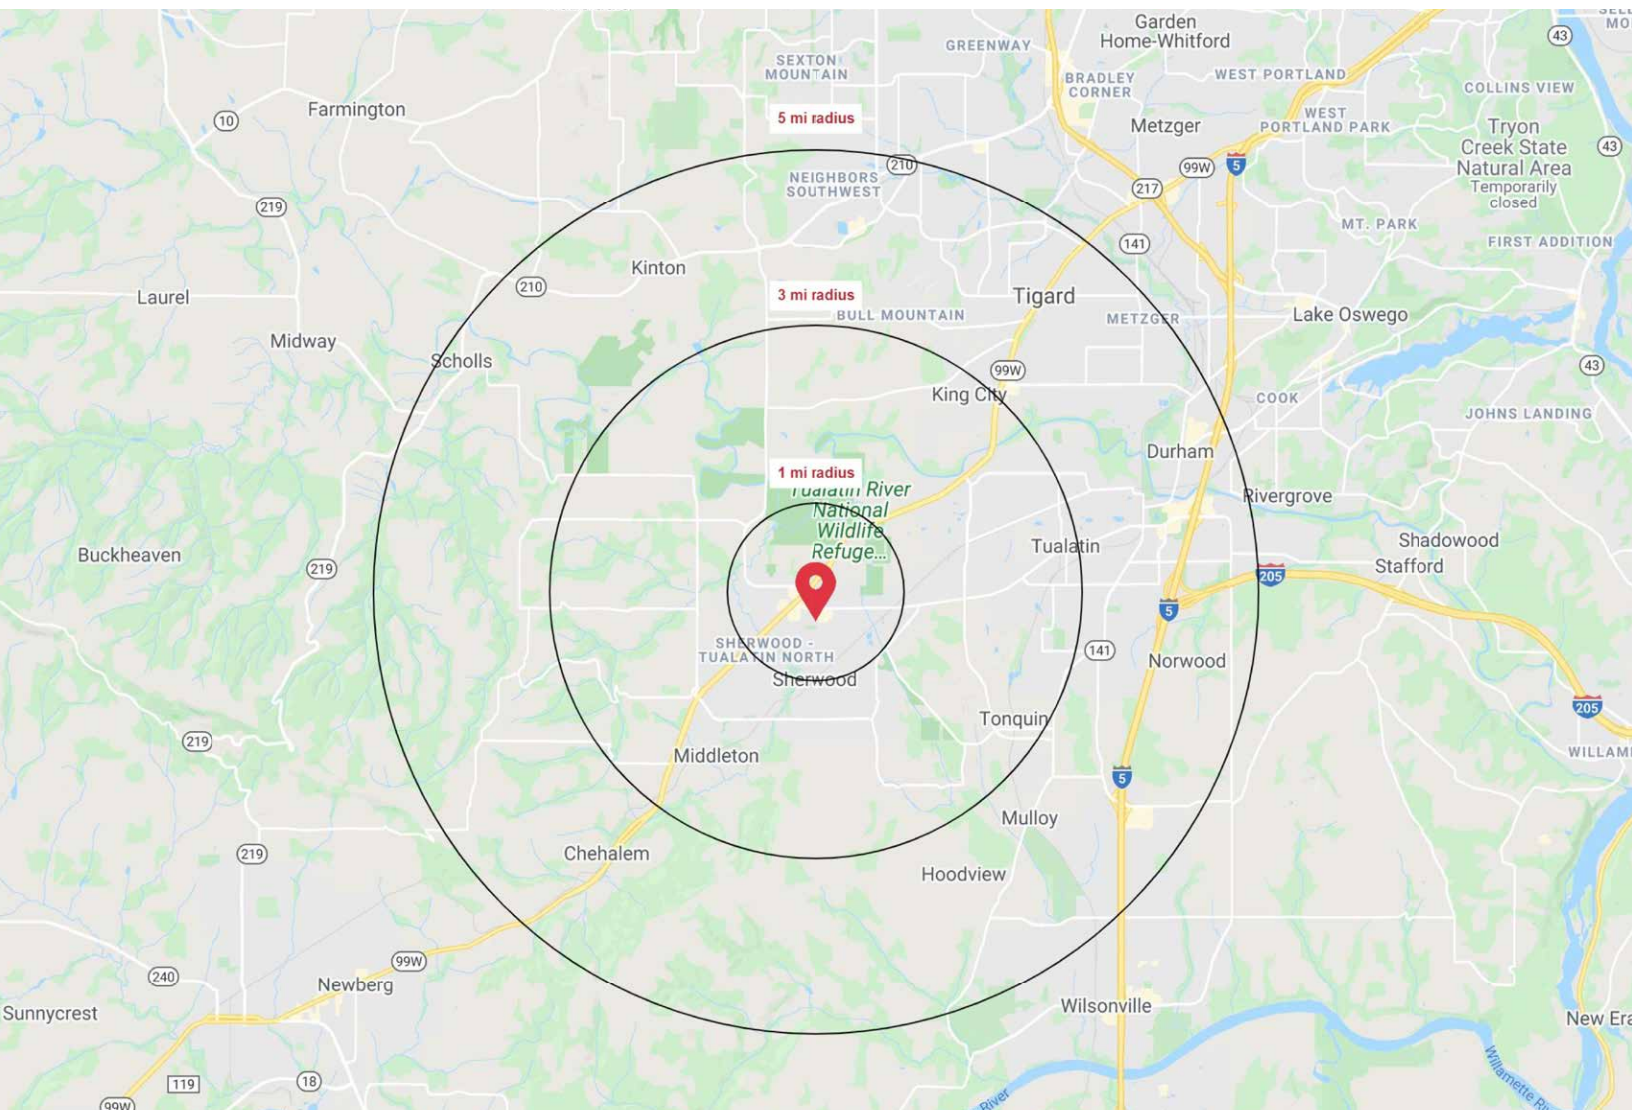 SELL
MO
Garden
Home-Whitford
43
GREENWAY
SEXTON
MOUNTAIN
BRADLEY
CORNER
WEST PORTLAND
COLLINS VIEW
Farmington
10
5 mi radius
Metzger
WEST
PORTLAND PARK
Tryon
Creek State
Natural Area
Temporarily
closed
43
210
99W
5
NEIGHBORS
SOUTHWEST
217
219
MT. PARK
FIRST ADDITION
141
Kinton
210
Laurel
3 mi radius
Tigard
BULL MOUNTAIN
METZGER
Lake Oswego
Midway
Scholls
99W
43
King City
COOK
JOHNS LANDING
Durham
1 mi radius
Tualatin River
National
Wildlife
Refuge...
Rivergrove
Buckheaven
219
Tualatin
Shadowood
Stafford
205
5
SHERWOOD -
TUALATIN NORTH
141
Norwood
Sherwood
205
219
Tonquin
WILLAM
Middleton
5
Mulloy
219
Chehalem
Hoodview
99W
240
Newberg
Wilsonville
Sunnycrest
New Era
119
18
River
Willamette Ri
99W